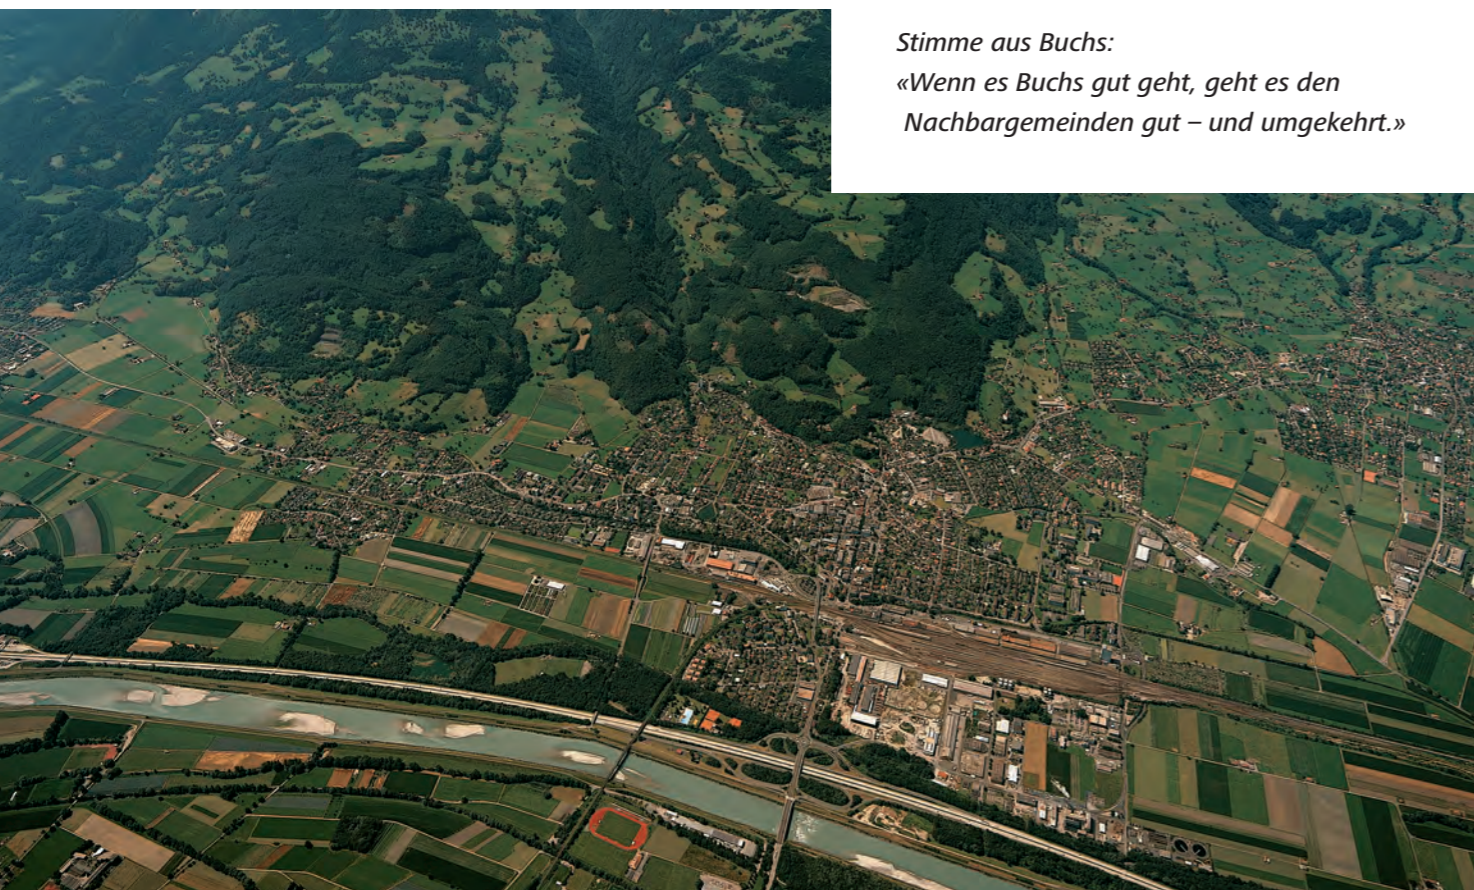 Stimme aus Buchs:
«Wenn es Buchs gut geht, geht es den
Nachbargemeinden gut – und umgekehrt.»